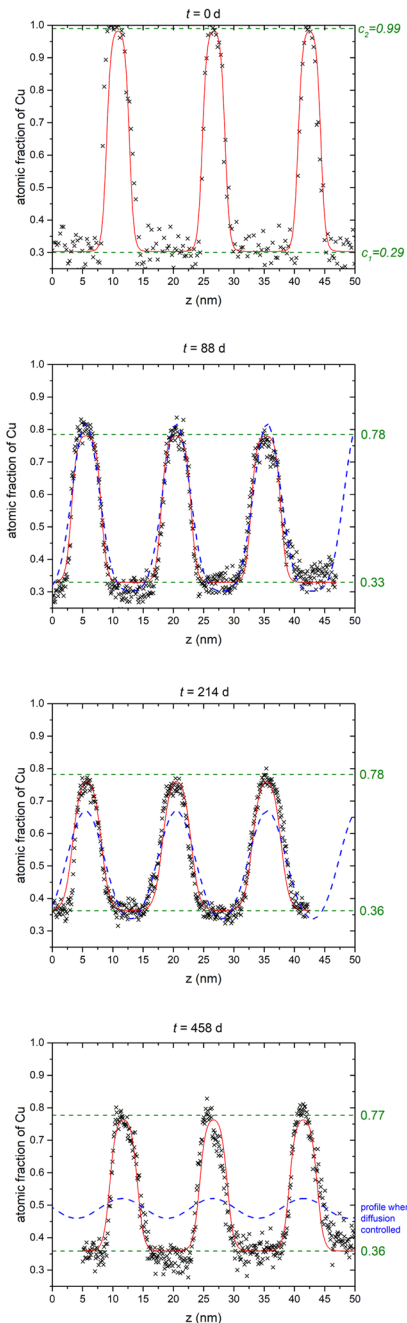 t = 0 d
1.0
0.9
0.8
0.7
0.6
0.5
0.4
0.3
atomic fraction of Cu
c2=0.99
c1=0.29
0 5 10 15 20 25 30 35 40 45 50
z (nm)
t = 88 d
1.0
0.9
0.8
0.7
0.6
0.5
0.4
0.3
atomic fraction of Cu
0.78
0.33
0 5 10 15 20 25 30 35 40 45 50
z (nm)
t = 214 d
1.0
0.9
0.8
0.7
0.6
0.5
0.4
0.3
atomic fraction of Cu
0.78
0.36
0 5 10 15 20 25 30 35 40 45 50
z (nm)
t = 458 d
1.0
0.9
0.8
0.7
0.6
0.5
0.4
0.3
atomic fraction of Cu
0.77
profile when
diffusion
controlled
0.36
0 5 10 15 20 25 30 35 40 45 50
z (nm)